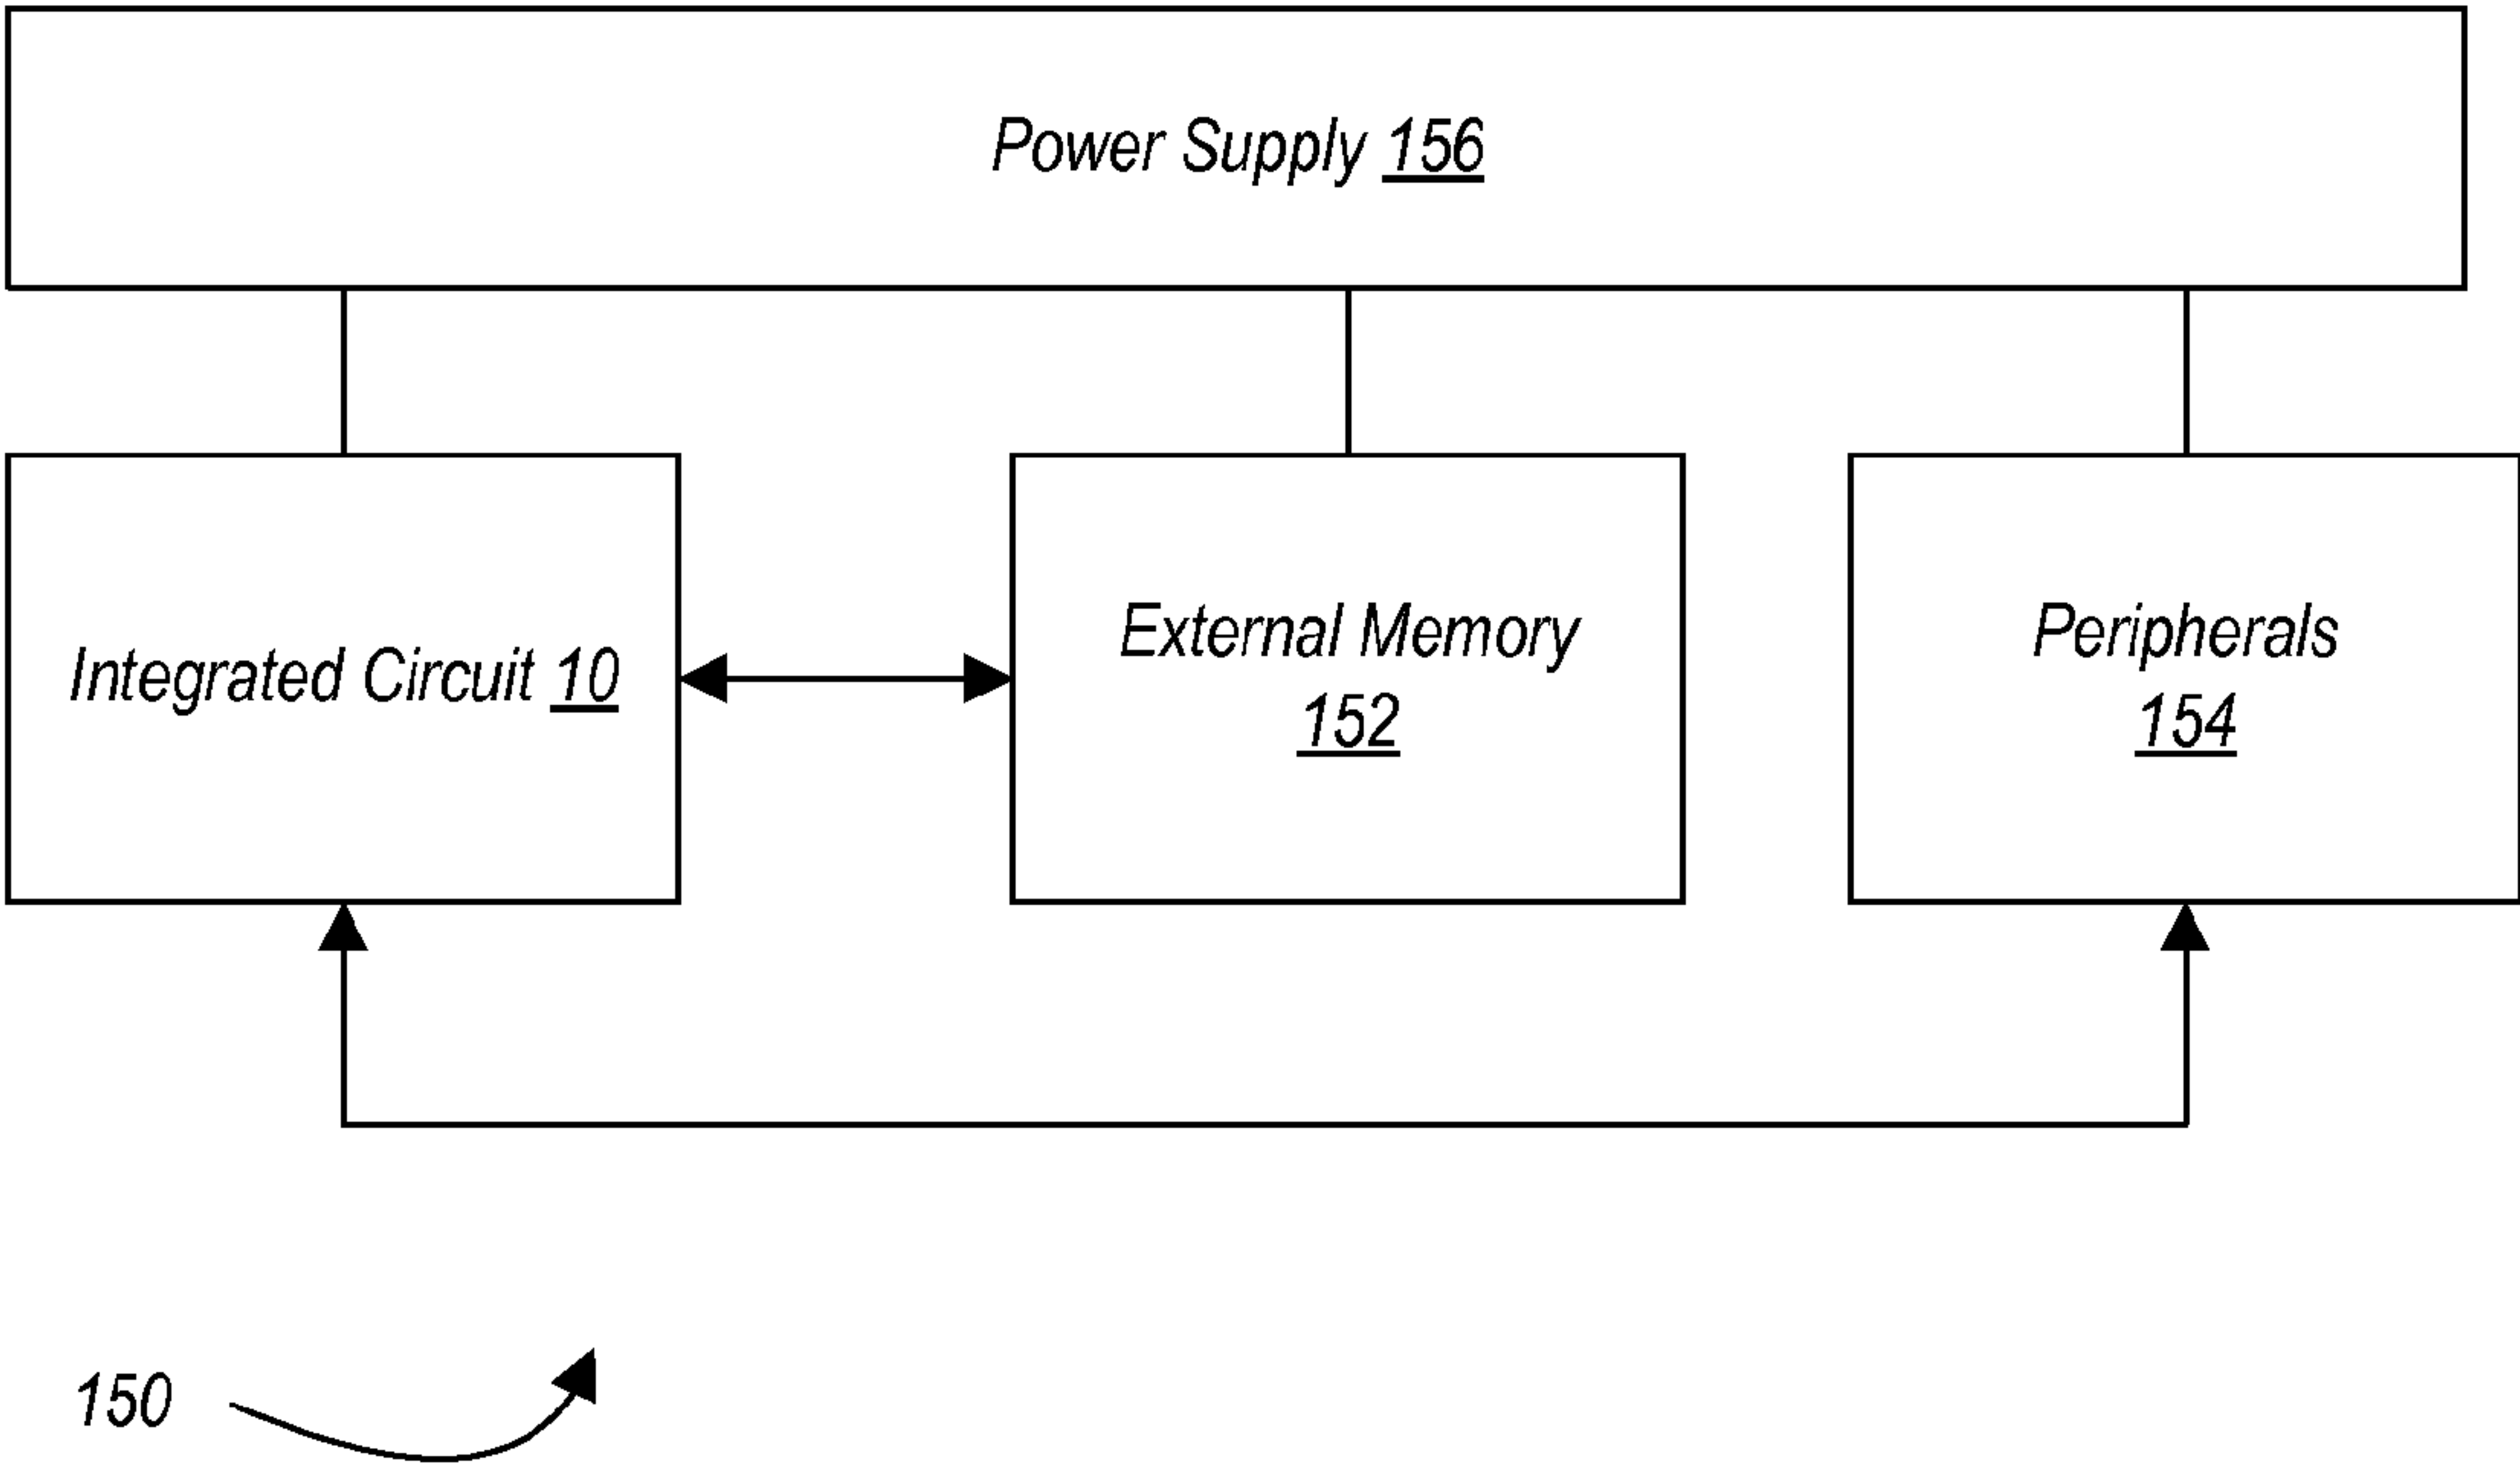 Power Supply 156
Integrated Circuit 10
External Memory
152
Peripherals
154
150